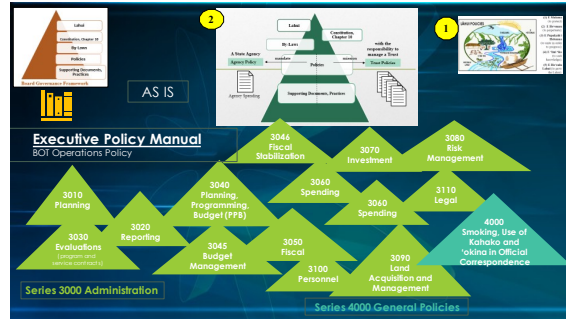 Lahui
Constitution, Chapter 10
By-Laws
Policies
Supporting Documents,
Practices
Board Governance Framework
2
Lahui
Constitution,
Chapter 10
By-Laws
A State Agency
Agency Policy
mandate
Policies
mission
with the
responsibility to
manage a Trust
Trust Policies
Agency Spending
Supporting Documents, Practices
1
AS IS
Executive Policy Manual
BOT Operations Policy
3046
Fiscal
Stabilization
3070
Investment
3080
Risk
Management
3010
Planning
3040
Planning,
Programming,
Budget (PPB)
3060
Spending
3060
Spending
3110
Legal
3020
Reporting
3030
Evaluations
(program and
service contracts)
3045
Budget
Management
3050
Fiscal
3100
Personnel
3090
Land
Acquisition and
Management
4000
Smoking, Use of
Kahako and
'okina in Official
Correspondence
Series 3000 Administration
Series 4000 General Policies